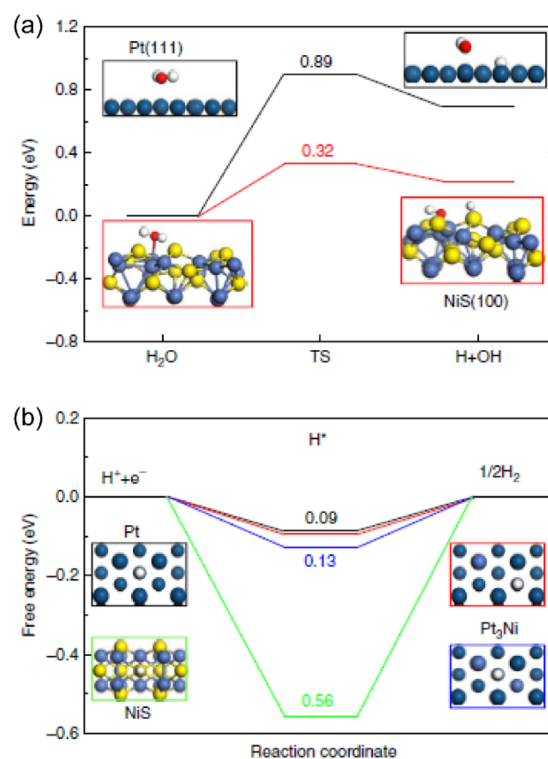 (a)
Pt(111)
0.89
0.32
NiS(100)
Energy (eV)
1.2
0.8
0.4
0.0
−0.4
−0.8
H₂O
TS
H+OH
(b)
H*
H⁺+e⁻
1/2H₂
0.09
0.13
0.56
Pt
NiS
Pt₃Ni
Free energy (eV)
0.2
0.0
−0.2
−0.4
−0.6
Reaction coordinate